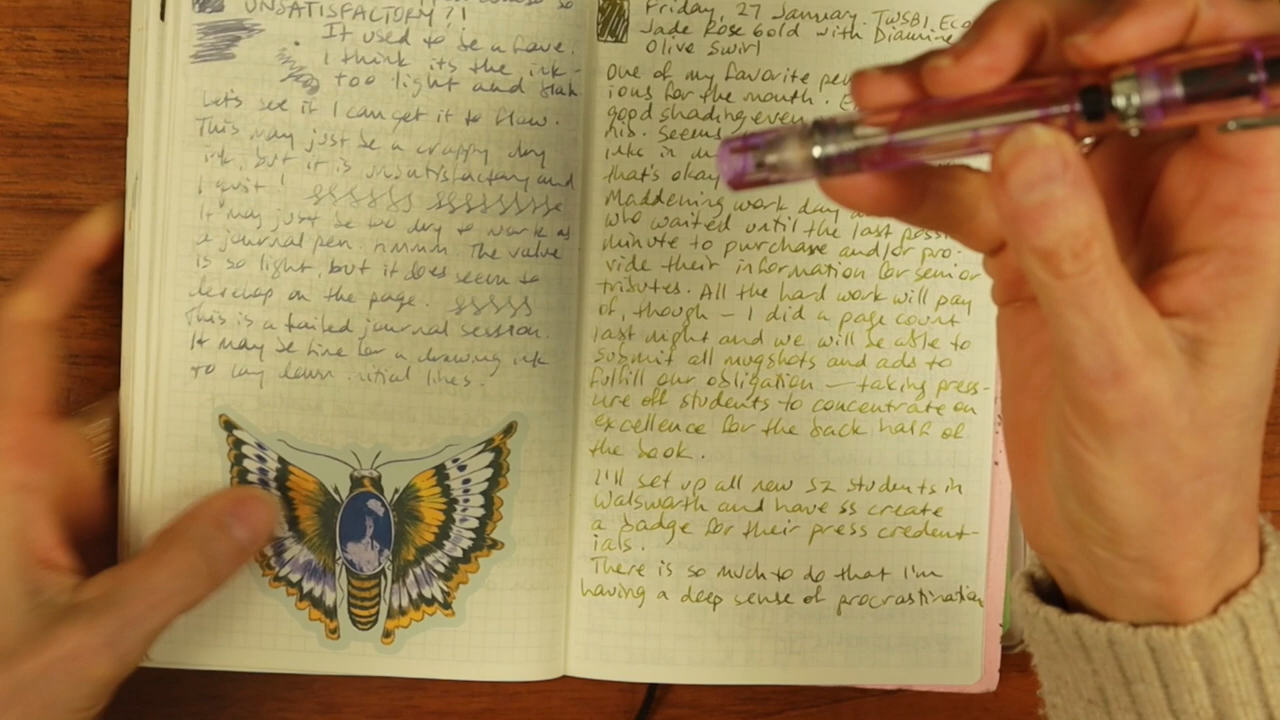 UNSATISFACTORY?!
It used to be a fave.
I think its the ink -
too light and
Let's see if I can get it to flow.
This may just be a crappy dry
ink, but it is unsatisfactory and
I quit!
It may just be too dry to work as
a journal pen. hmmm. The value
is so light, but it does seem to
develop on the page.
This is a failed journal session.
It may be fine for a drawing ink
to lay down initial lines.
Friday, 27 January. TWSBI Eco
Jade Rose Gold with Diamine
Olive Swirl
One of my favorite pen
ions for the month.
good shading even
nib. Seems
inks in
that's okay
Maddening work day
who waited until the last possi
minute to purchase and/or pro-
vide their information for senior
tributes. All the hard work will pay
of, though - I did a page count
last night and we will be able to
submit all mugshots and ads to
fulfill our obligation - taking press-
ure off students to concentrate on
excellence for the back half of
the book.
I'll set up all new S2 students in
Walsworth and have ss create
a badge for their press credent-
ials.
There is so much to do that I'm
having a deep sense of procrastination